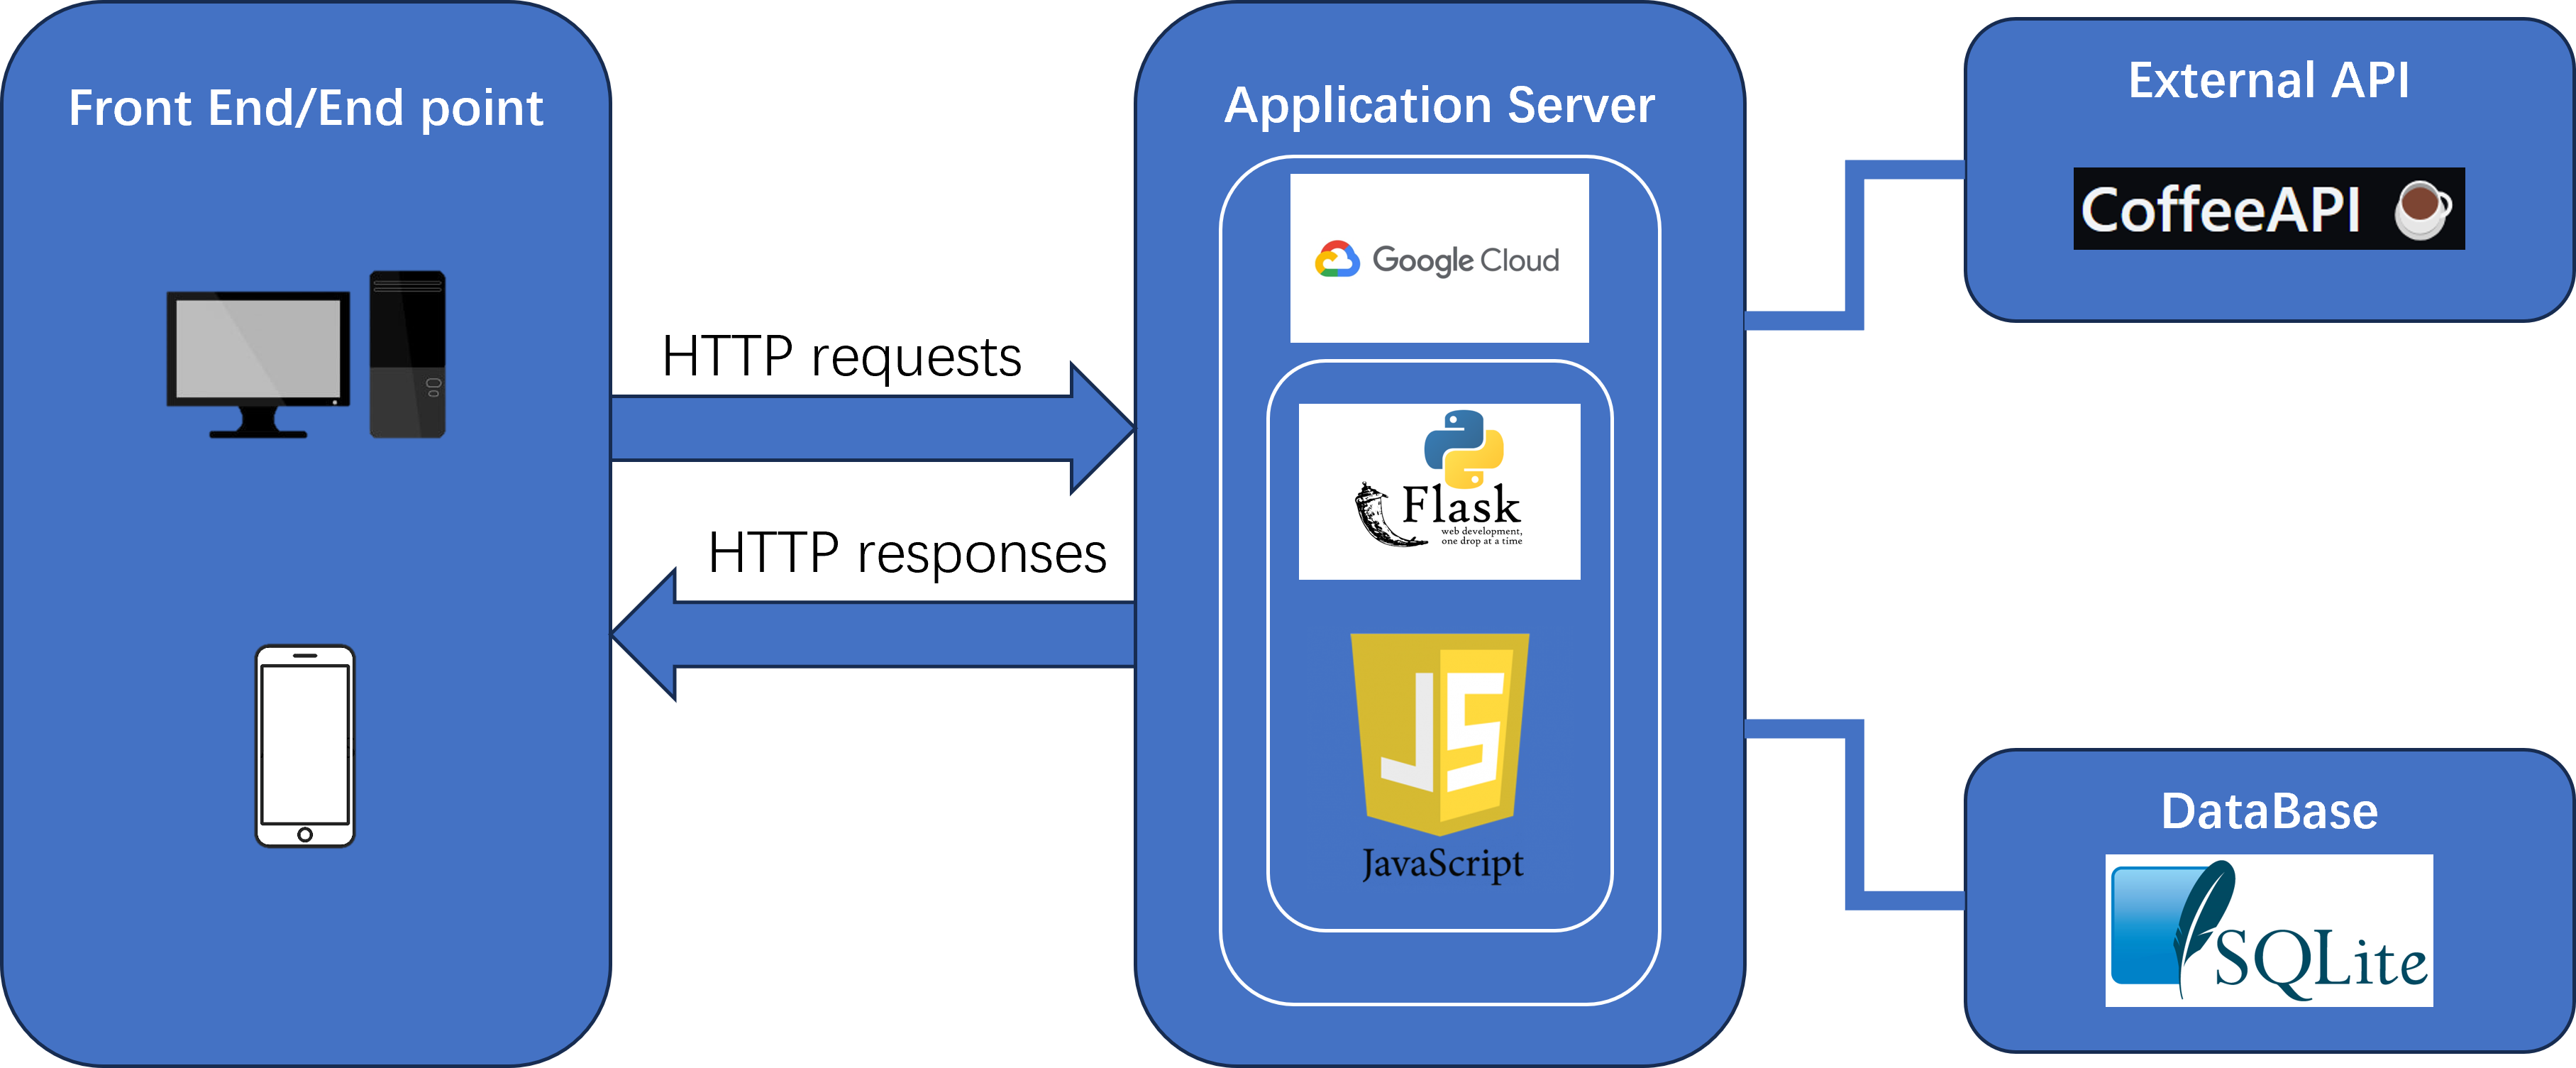 Front End/End point
HTTP requests
HTTP responses
Application Server
Google Cloud
Flask
web development,
one drop at a time
JS
JavaScript
External API
CoffeeAPI
DataBase
SQLite